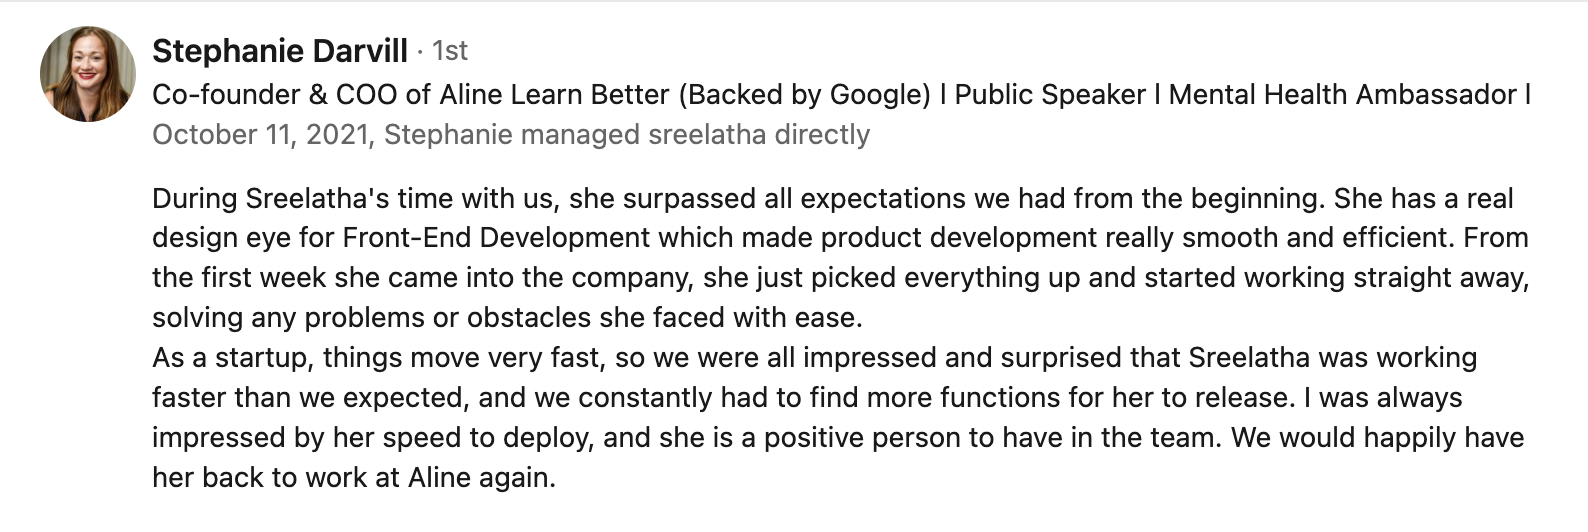 Stephanie Darvill · 1st
Co-founder & COO of Aline Learn Better (Backed by Google) I Public Speaker I Mental Health Ambassador I
October 11, 2021, Stephanie managed sreelatha directly
During Sreelatha's time with us, she surpassed all expectations we had from the beginning. She has a real
design eye for Front-End Development which made product development really smooth and efficient. From
the first week she came into the company, she just picked everything up and started working straight away,
solving any problems or obstacles she faced with ease.
As a startup, things move very fast, so we were all impressed and surprised that Sreelatha was working
faster than we expected, and we constantly had to find more functions for her to release. I was always
impressed by her speed to deploy, and she is a positive person to have in the team. We would happily have
her back to work at Aline again.